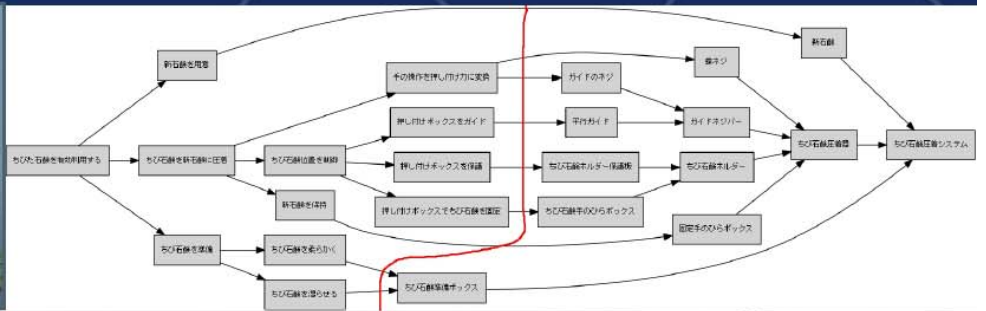 新石鹸を用意
新石鹸
蝶ネジ
手の操作を押し付け力に変換
ガイドのネジ
押し付けボックスをガイド
平行ガイド
ガイドネジバー
ちびた石鹸を有効利用する
ちび石鹸を新石鹸に圧着
ちび石鹸位置を制御
押し付けボックスを保護
ちび石鹸ホルダー保護板
ちび石鹸ホルダー
ちび石鹸圧着器
ちび石鹸圧着システム
新石鹸を保持
押し付けボックスでちび石鹸を固定
ちび石鹸手のひらボックス
固定手のひらボックス
ちび石鹸を準備
ちび石鹸を柔らかく
ちび石鹸を湿らせる
ちび石鹸準備ボックス